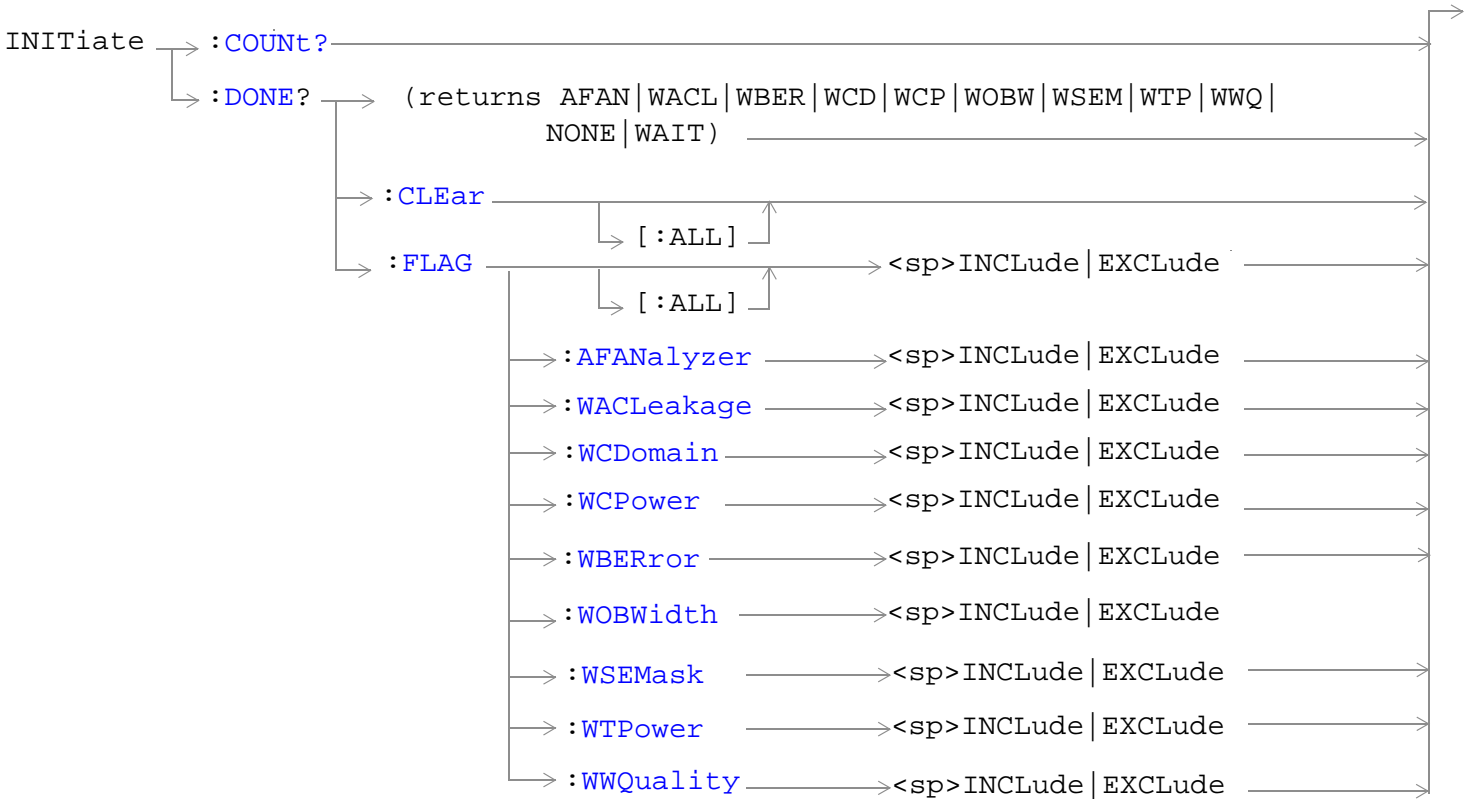 INITiate :COUNt?
:DONE? (returns AFAN|WACL|WBER|WCD|WCP|WOBW|WSEM|WTP|WWQ|
NONE|WAIT)
:CLEar
[:ALL]
:FLAG <sp>INCLude|EXCLude
[:ALL]
:AFANalyzer <sp>INCLude|EXCLude
:WACLeakage <sp>INCLude|EXCLude
:WCDomain <sp>INCLude|EXCLude
:WCPower <sp>INCLude|EXCLude
:WBERror <sp>INCLude|EXCLude
:WOBWidth <sp>INCLude|EXCLude
:WSEMask <sp>INCLude|EXCLude
:WTPower <sp>INCLude|EXCLude
:WWQuality <sp>INCLude|EXCLude